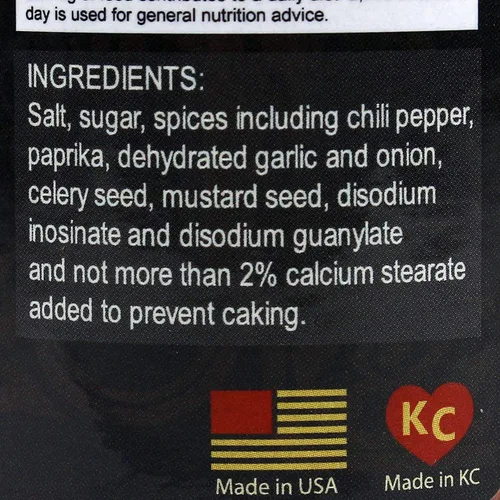 day is used for general nutrition advice.
INGREDIENTS:
Salt, sugar, spices including chili pepper,
paprika, dehydrated garlic and onion,
celery seed, mustard seed, disodium
inosinate and disodium guanylate
and not more than 2% calcium stearate
added to prevent caking.
KC
Made in USA
Made in KC